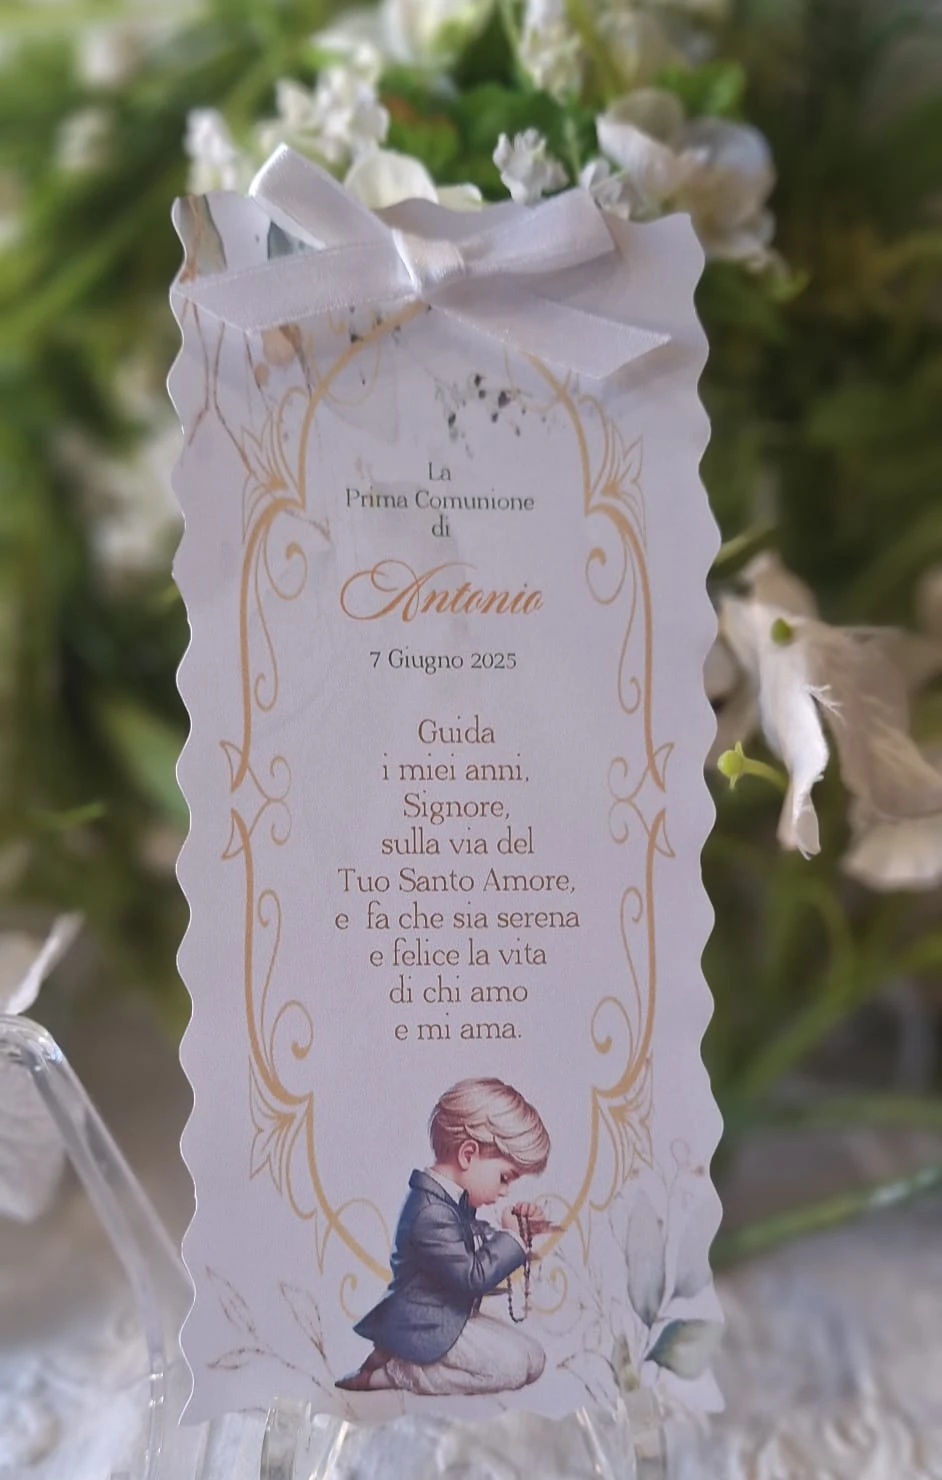 La
Prima Comunione
di
Antonio
7 Giugno 2025
Guida
i miei anni,
Signore,
sulla via del
Tuo Santo Amore,
e fa che sia serena
e felice la vita
di chi amo
e mi ama.